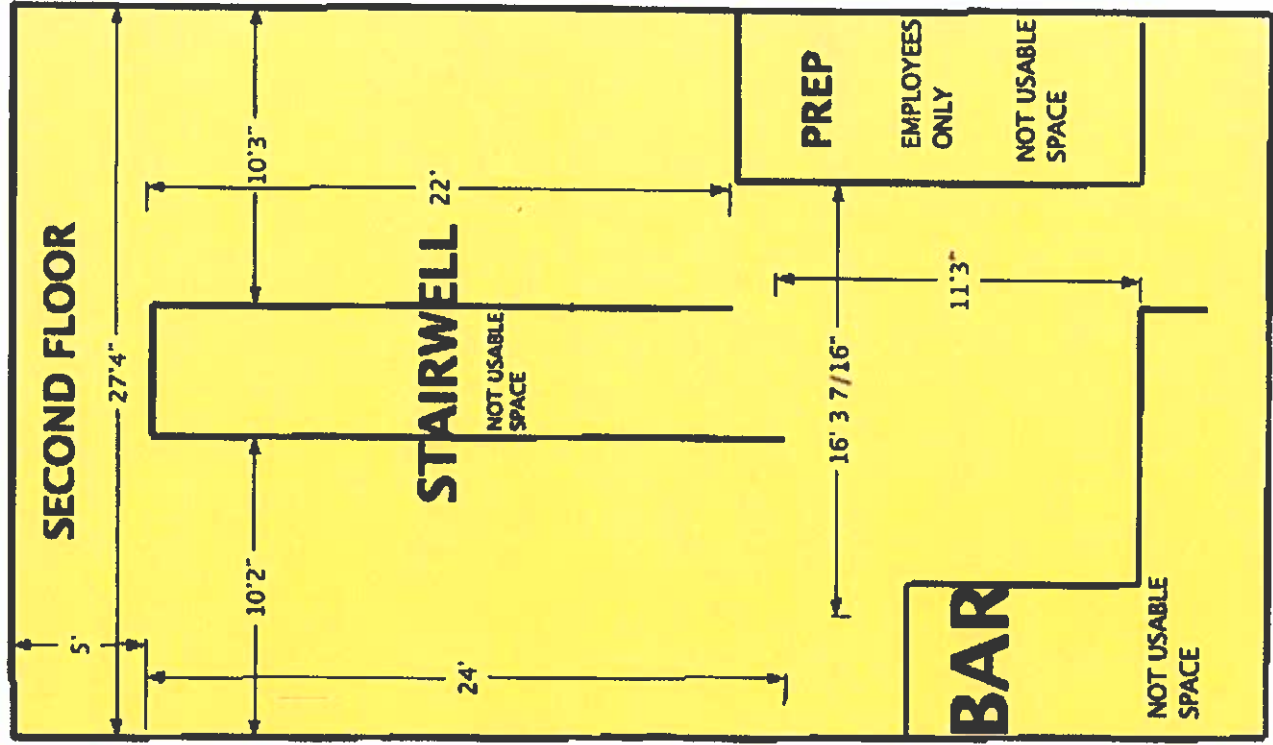 SECOND FLOOR
27'4"
5'
10'3"
10'2"
22'
24'
STAIRWELL
NOT USABLE
SPACE
PREP
EMPLOYEES
ONLY
NOT USABLE
SPACE
16' 3 7/16"
11'3"
BAR
NOT USABLE
SPACE